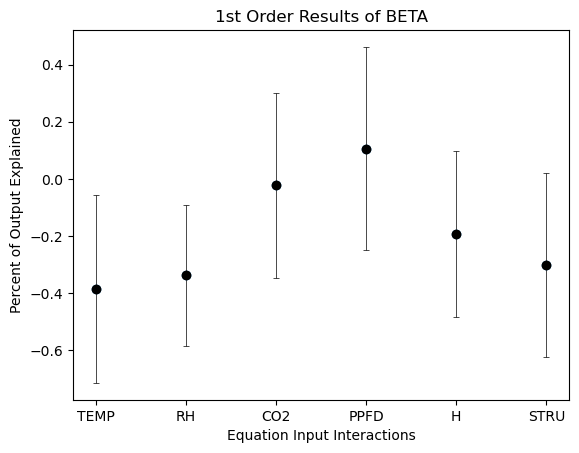 1st Order Results of BETA
Percent of Output Explained
0.4
0.2
0.0
−0.2
−0.4
−0.6
TEMP RH CO2 PPFD H STRU
Equation Input Interactions